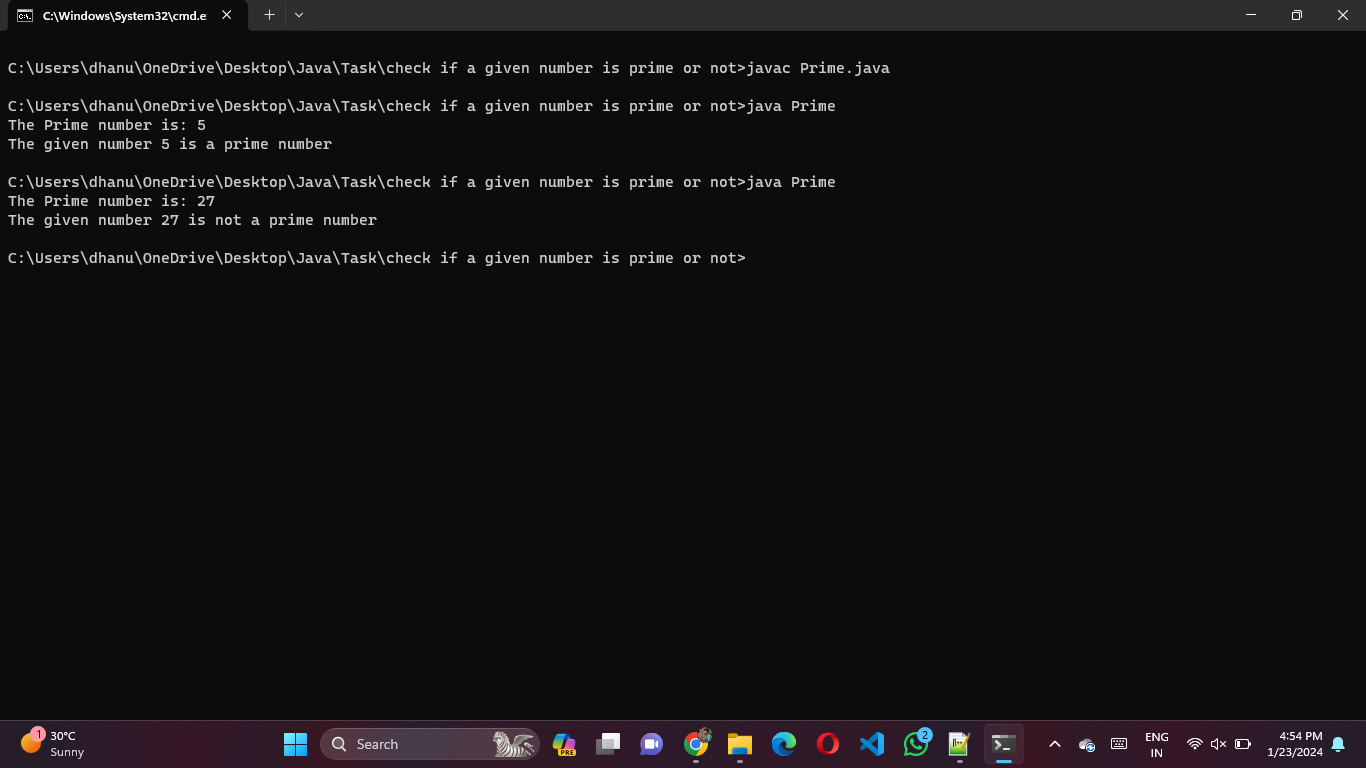 C:\Windows\System32\cmd.e
C:\Users\dhanu\OneDrive\Desktop\Java\Task\check if a given number is prime or not>javac Prime.java
C:\Users\dhanu\OneDrive\Desktop\Java\Task\check if a given number is prime or not>java Prime
The Prime number is: 5
The given number 5 is a prime number
C:\Users\dhanu\OneDrive\Desktop\Java\Task\check if a given number is prime or not>java Prime
The Prime number is: 27
The given number 27 is not a prime number
C:\Users\dhanu\OneDrive\Desktop\Java\Task\check if a given number is prime or not>
1
30°C
Sunny
Search
PRE
2
ENG
IN
4:54 PM
1/23/2024